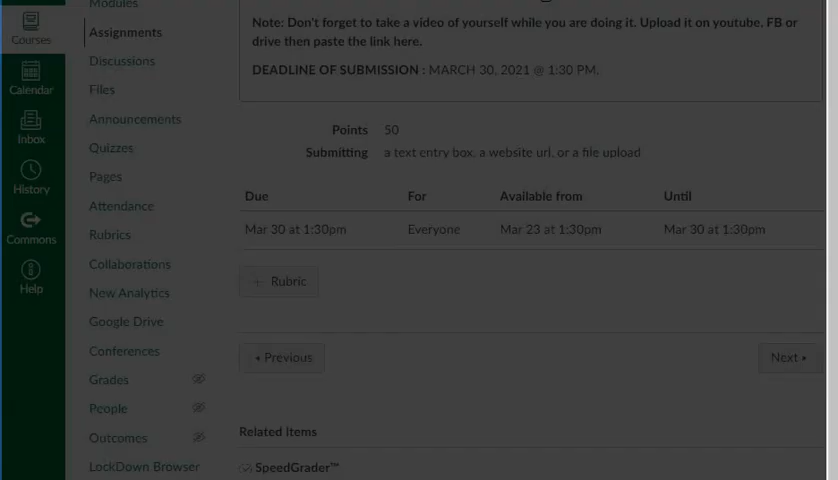 Courses
Calendar
Inbox
History
Commons
Help
Modules
Assignments
Discussions
Files
Announcements
Quizzes
Pages
Attendance
Rubrics
Collaborations
New Analytics
Google Drive
Conferences
Grades
People
Outcomes
LockDown Browser
Note: Don't forget to take a video of yourself while you are doing it. Upload it on youtube. FB or
drive then paste the link here.
DEADLINE OF SUBMISSION : MARCH 30, 2021 @ 1:30 PM.
Points 50
Submitting a text entry box, a website url, or a file upload
Due For Available from Until
Mar 30 at 1:30pm Everyone Mar 23 at 1:30pm Mar 30 at 1:30pm
+ Rubric
◂ Previous Next ▸
Related Items
SpeedGrader™